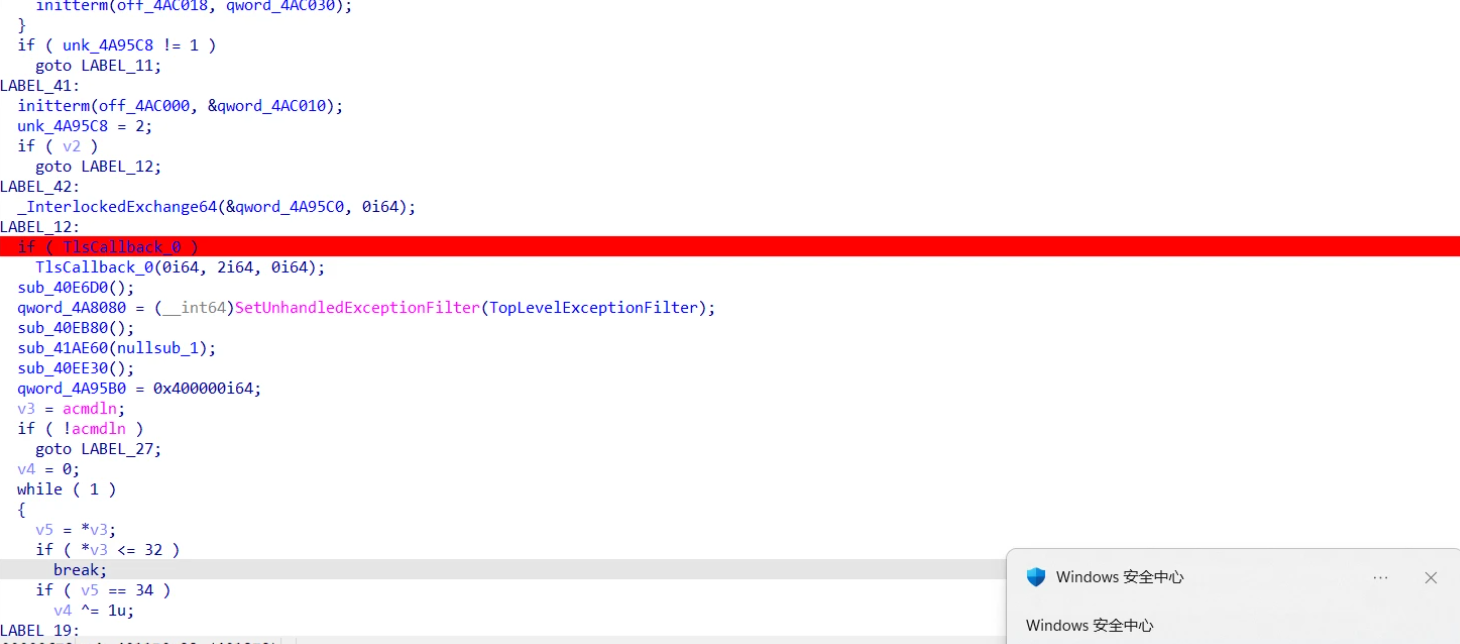 initterm(off_4AC018, qword_4AC030);
}
if ( unk_4A95C8 != 1 )
goto LABEL_11;
LABEL_41:
initterm(off_4AC000, &qword_4AC010);
unk_4A95C8 = 2;
if ( v2 )
goto LABEL_12;
LABEL_42:
_InterlockedExchange64(&qword_4A95C0, 0i64);
LABEL_12:
if ( TlsCallback_0 )
TlsCallback_0(0i64, 2i64, 0i64);
sub_40E6D0();
qword_4A8080 = (__int64)SetUnhandledExceptionFilter(TopLevelExceptionFilter);
sub_40EB80();
sub_41AE60(nullsub_1);
sub_40EE30();
qword_4A95B0 = 0x400000i64;
v3 = acmdln;
if ( !acmdln )
goto LABEL_27;
v4 = 0;
while ( 1 )
{
v5 = *v3;
if ( *v3 <= 32 )
break;
if ( v5 == 34 )
v4 ^= 1u;
LABEL_19:
Windows 安全中心
Windows 安全中心